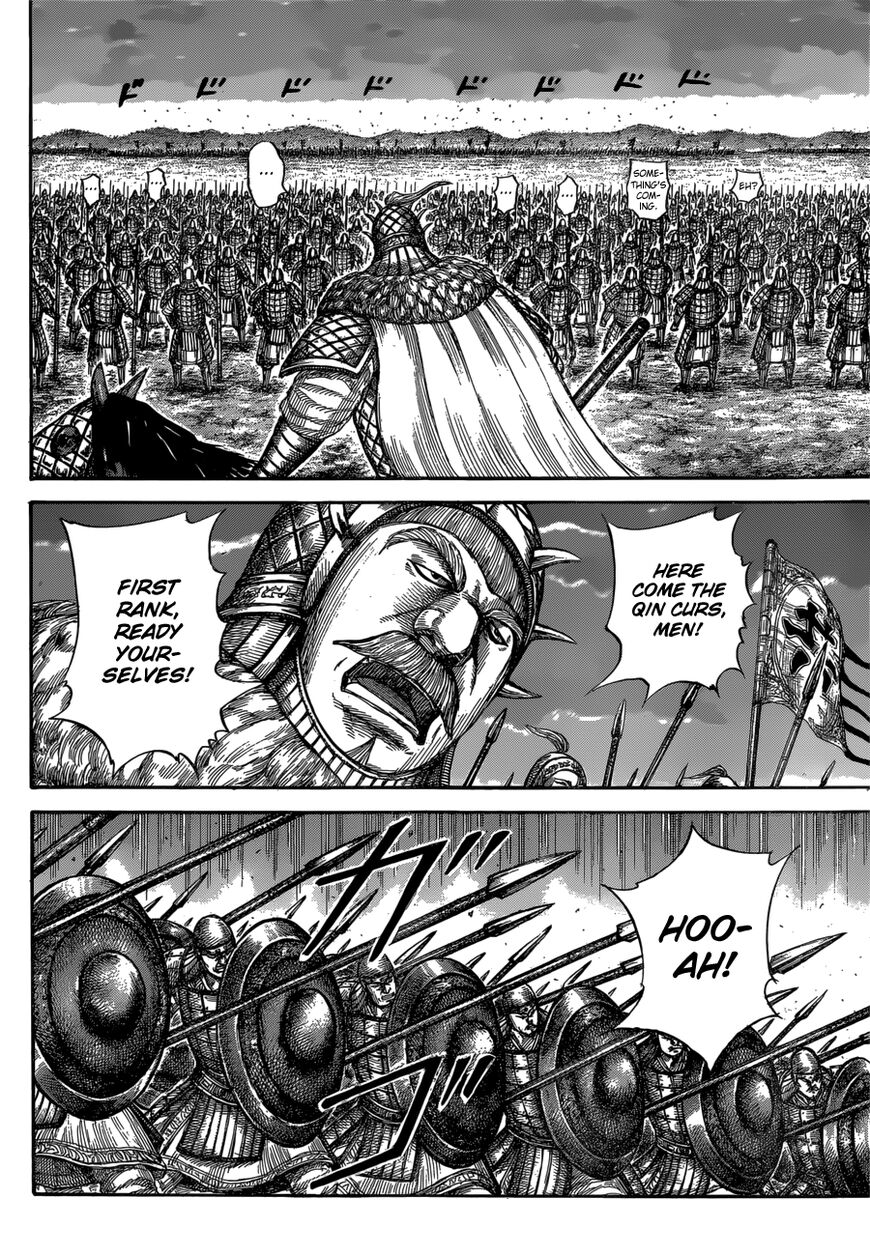 ド ド ド ド ド ド ド ド
EH?
SOME-
THING'S
COM-
ING.
...
...
...
...
...
HERE
COME THE
QIN CURS,
MEN!
FIRST
RANK,
READY
YOUR-
SELVES!
HOO-
AH!
ガガ